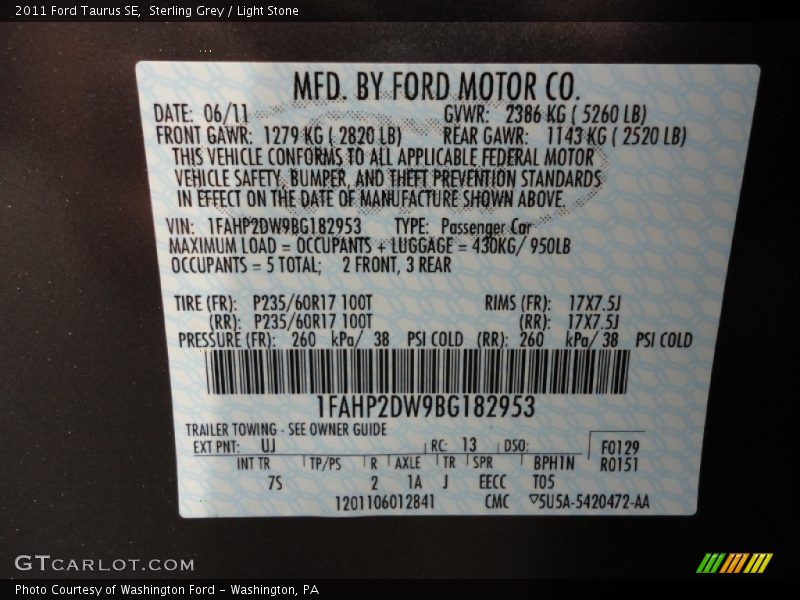 2011 Ford Taurus SE, Sterling Grey / Light Stone
MFD. BY FORD MOTOR CO.
DATE: 06/11 GVWR: 2386 KG ( 5260 LB)
FRONT GAWR: 1279 KG ( 2820 LB) REAR GAWR: 1143 KG ( 2520 LB)
THIS VEHICLE CONFORMS TO ALL APPLICABLE FEDERAL MOTOR
VEHICLE SAFETY, BUMPER, AND THEFT PREVENTION STANDARDS
IN EFFECT ON THE DATE OF MANUFACTURE SHOWN ABOVE.
VIN: 1FAHP2DW9BG182953 TYPE: Passenger Car
MAXIMUM LOAD = OCCUPANTS + LUGGAGE = 430KG/ 950LB
OCCUPANTS = 5 TOTAL; 2 FRONT, 3 REAR
TIRE (FR): P235/60R17 100T RIMS (FR): 17X7.5J
(RR): P235/60R17 100T (RR): 17X7.5J
PRESSURE (FR): 260 kPa/ 38 PSI COLD (RR): 260 kPa/ 38 PSI COLD
1FAHP2DW9BG182953
TRAILER TOWING - SEE OWNER GUIDE
EXT PNT: UJ RC: 13 DSO: F0129
INT TR TP/PS R AXLE TR SPR BPH1N R0151
7S 2 1A J EECC T05
1201106012841 CMC ▽5U5A-5420472-AA
GTCARLOT.COM
Photo Courtesy of Washington Ford - Washington, PA